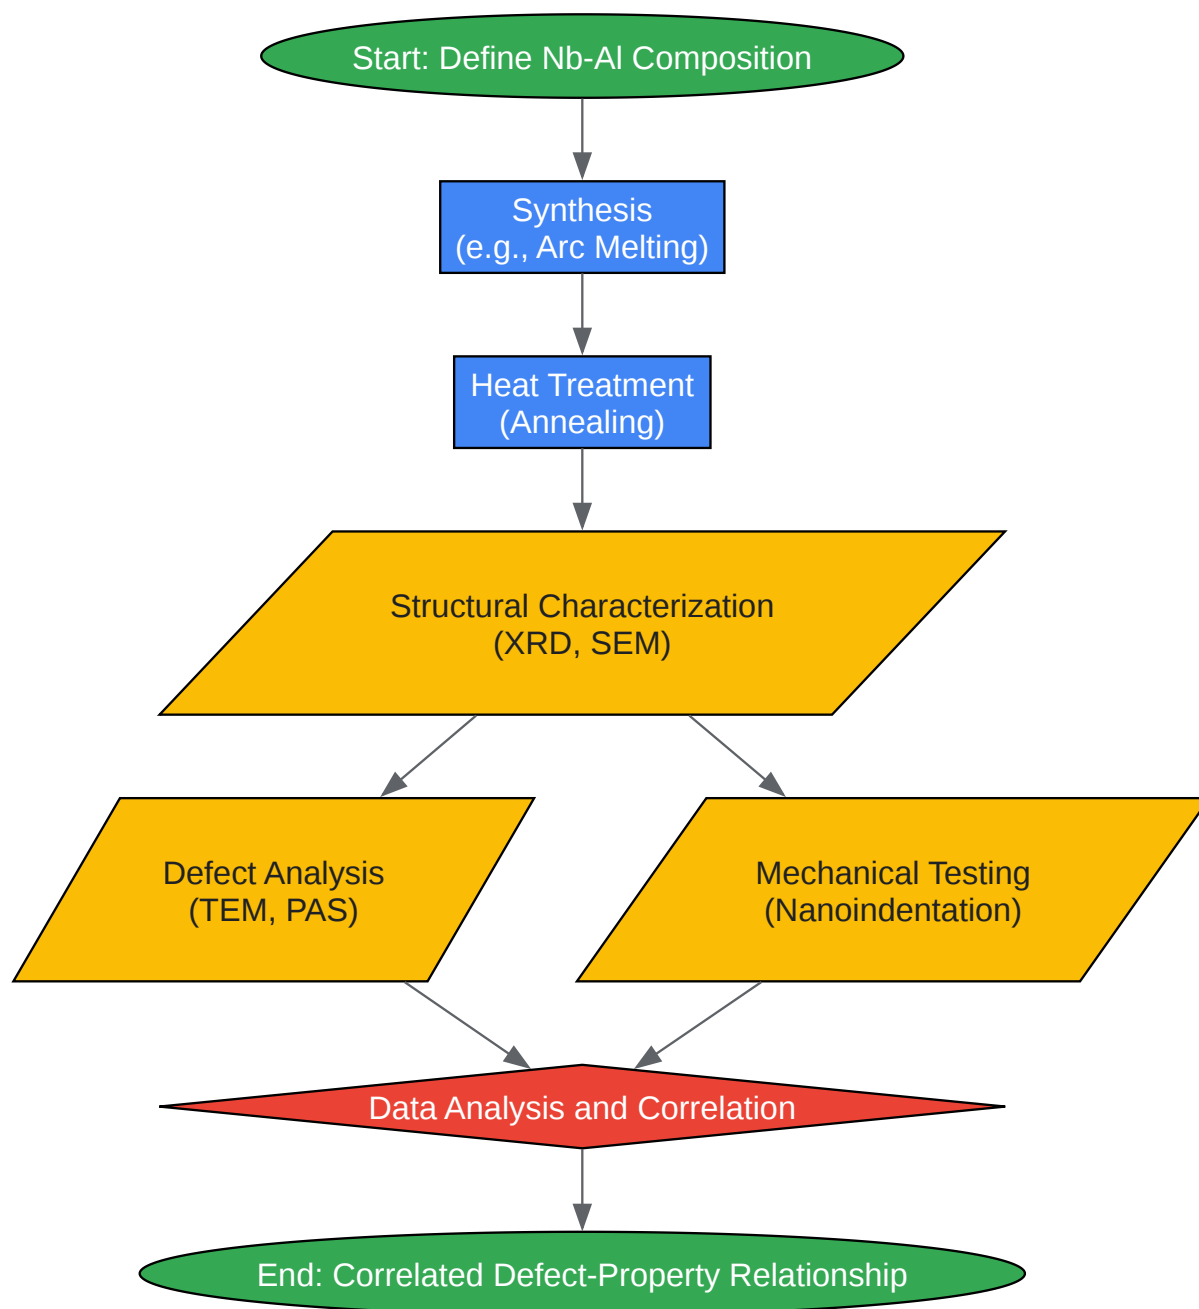 Start: Define Nb-Al Composition
Synthesis
(e.g., Arc Melting)
Heat Treatment
(Annealing)
Structural Characterization
(XRD, SEM)
Defect Analysis
(TEM, PAS)
Mechanical Testing
(Nanoindentation)
Data Analysis and Correlation
End: Correlated Defect-Property Relationship